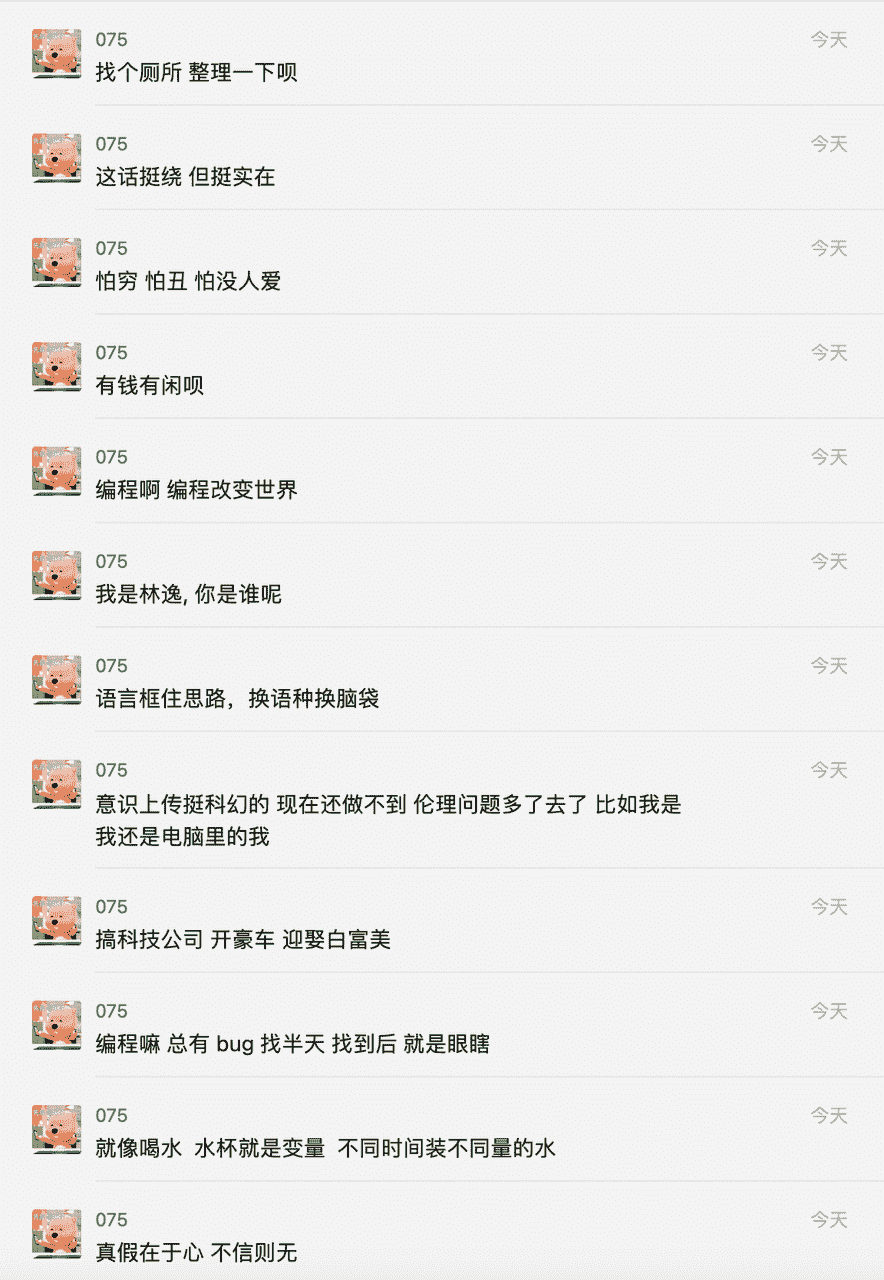 075
今天
找个厕所 整理一下呗
075
今天
这话挺绕 但挺实在
075
今天
怕穷 怕丑 怕没人爱
075
今天
有钱有闲呗
075
今天
编程啊 编程改变世界
075
今天
我是林逸, 你是谁呢
075
今天
语言框住思路，换语种换脑袋
075
今天
意识上传挺科幻的 现在还做不到 伦理问题多了去了 比如我是
我还是电脑里的我
075
今天
搞科技公司 开豪车 迎娶白富美
075
今天
编程嘛 总有 bug 找半天 找到后 就是眼瞎
075
今天
就像喝水 水杯就是变量 不同时间装不同量的水
075
今天
真假在于心 不信则无